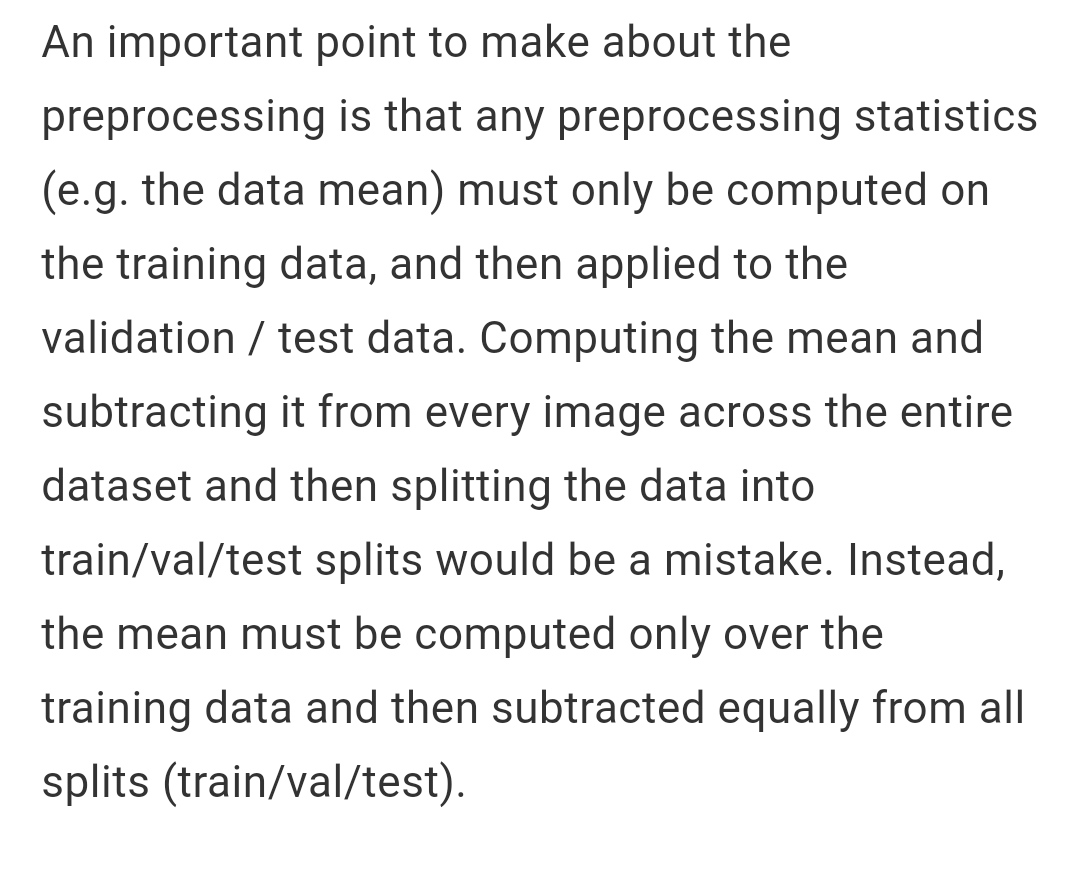 An important point to make about the
preprocessing is that any preprocessing statistics
(e.g. the data mean) must only be computed on
the training data, and then applied to the
validation / test data. Computing the mean and
subtracting it from every image across the entire
dataset and then splitting the data into
train/val/test splits would be a mistake. Instead,
the mean must be computed only over the
training data and then subtracted equally from all
splits (train/val/test).